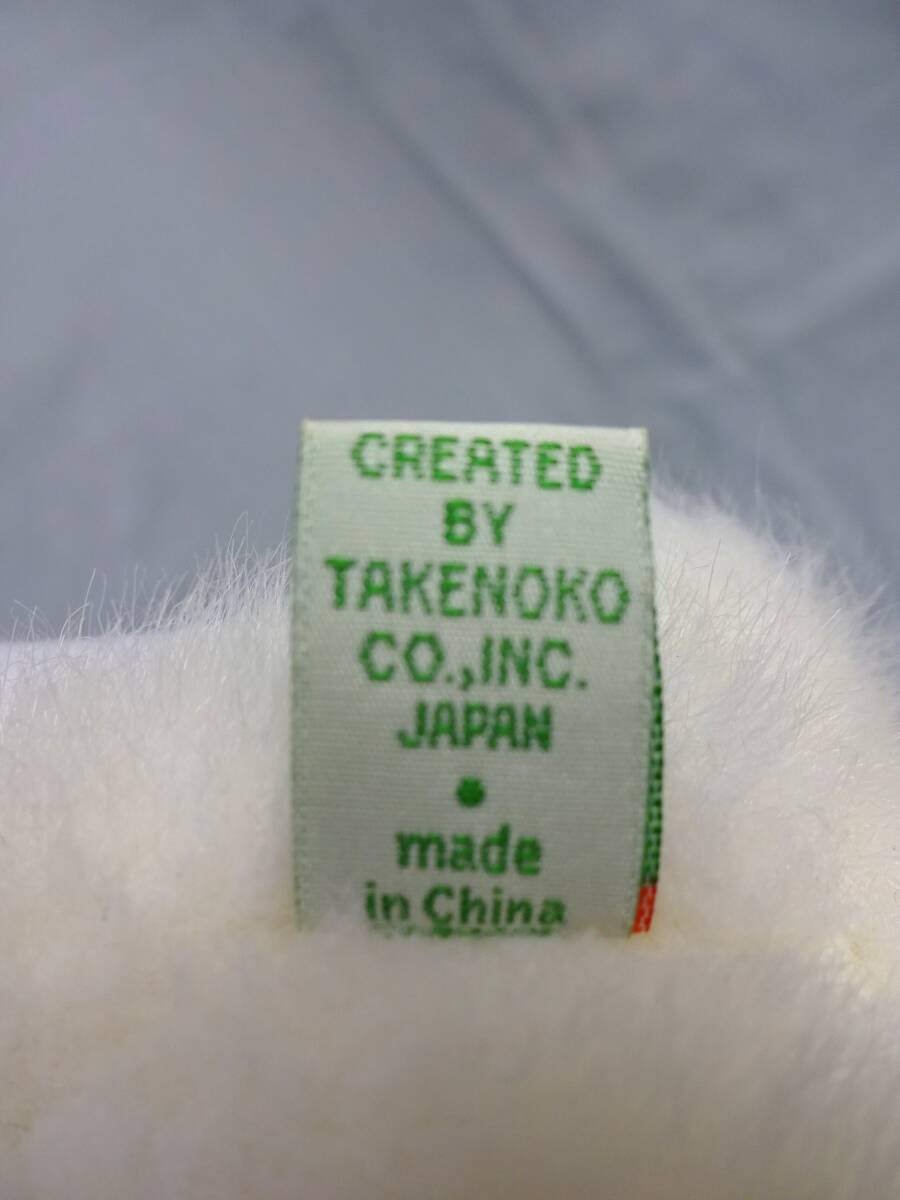 CREATED
BY
TAKENOKO
CO.,INC.
JAPAN
●
made
in China